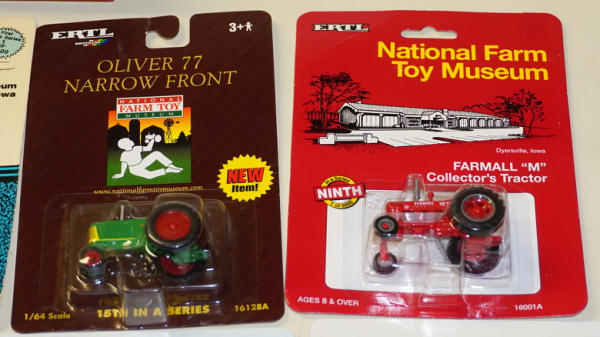 ERTL
3+
OLIVER 77
NARROW FRONT
NATIONAL
FARM TOY
MUSEUM
NEW
item!
www.nationalfarmtoymuseum.com
1/64 Scale
15TH IN A SERIES
16128A
ERTL
National Farm
Toy Museum
Dyersville, Iowa
FARMALL "M"
Collector's Tractor
NINTH
FARMALL
AGES 8 & OVER
16001A